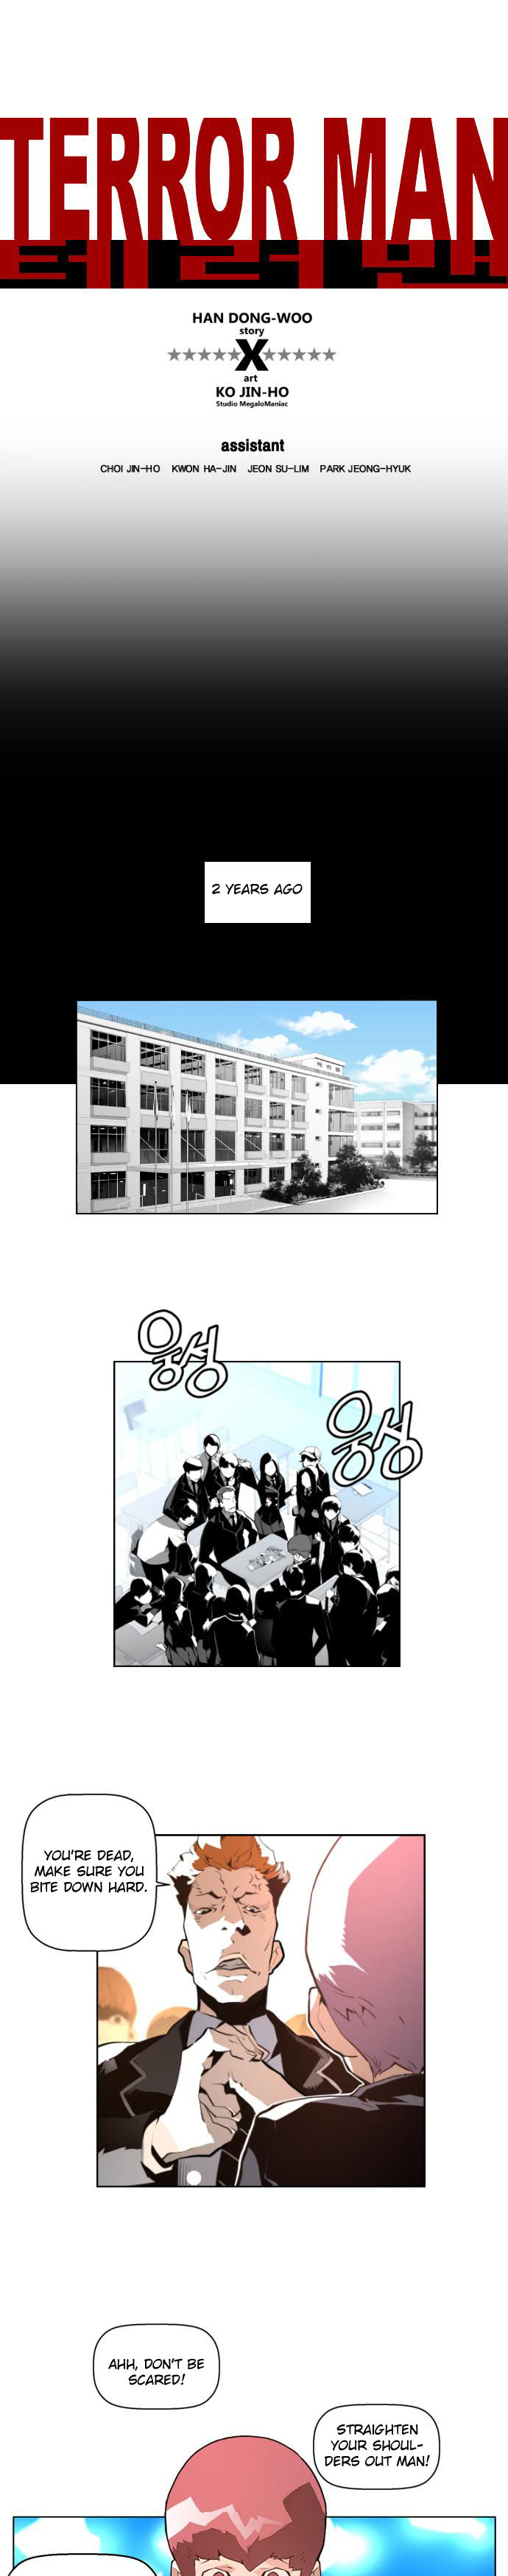 TERROR MAN
테러맨
HAN DONG-WOO
story
X
art
KO JIN-HO
Studio MegaloManiac
assistant
CHOI JIN-HO KWON HA-JIN JEON SU-LIM PARK JEONG-HYUK
2 YEARS AGO
웅성
웅성
YOU'RE DEAD,
MAKE SURE YOU
BITE DOWN HARD.
AHH, DON'T BE
SCARED!
STRAIGHTEN
YOUR SHOUL-
DERS OUT MAN!